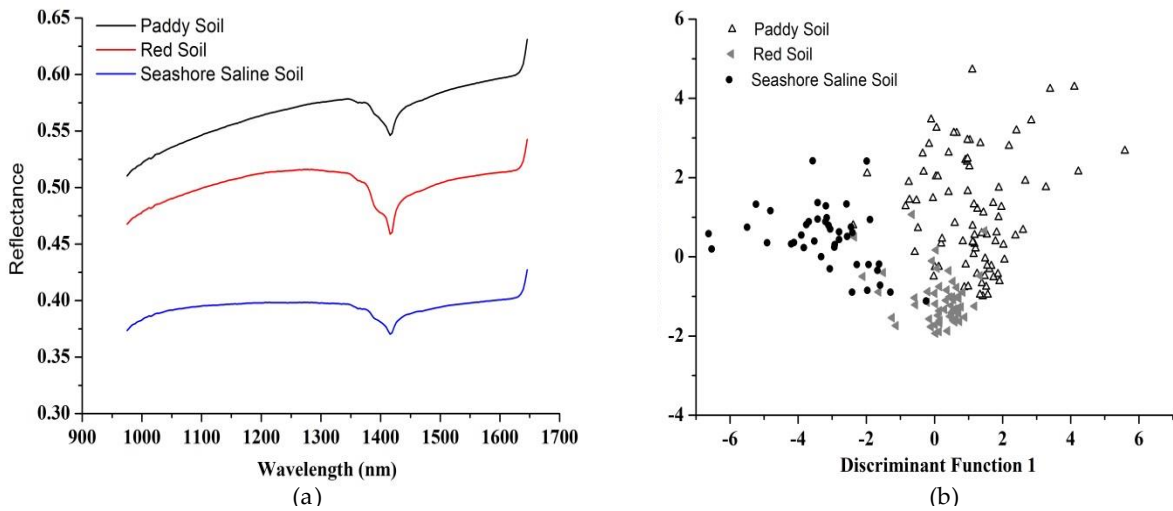 0.65
0.60
0.55
0.50
0.45
0.40
0.35
0.30
Reflectance
Paddy Soil
Red Soil
Seashore Saline Soil
900 1000 1100 1200 1300 1400 1500 1600 1700
Wavelength (nm)
(a)
6
4
2
0
-2
-4
Paddy Soil
Red Soil
Seashore Saline Soil
-6 -4 -2 0 2 4 6
Discriminant Function 1
(b)